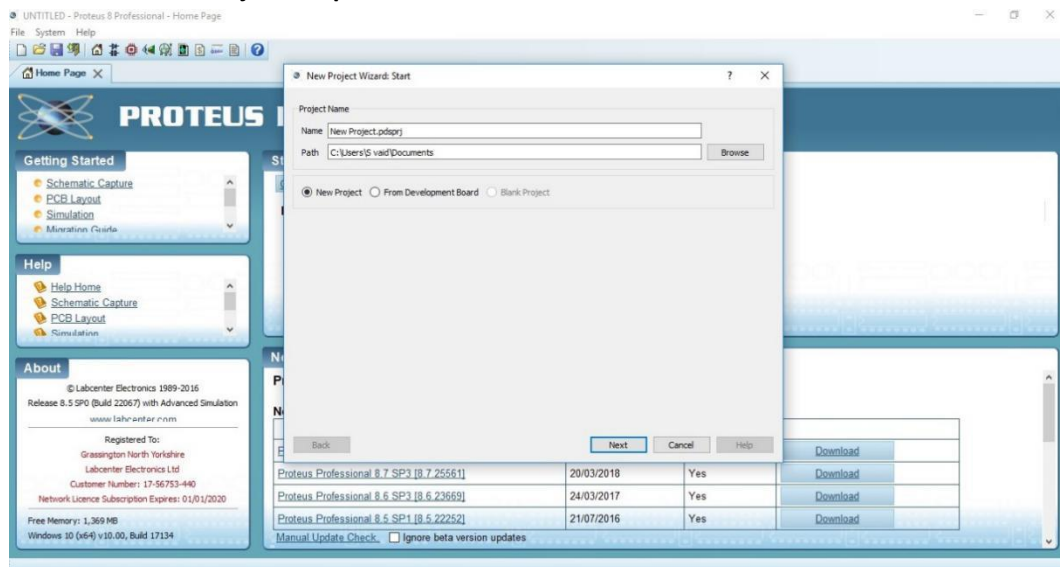 UNTITLED - Proteus 8 Professional - Home Page
File System Help
Home Page
PROTEUS
Getting Started
Schematic Capture
PCB Layout
Simulation
Migration Guide
Help
Help Home
Schematic Capture
PCB Layout
Simulation
About
© Labcenter Electronics 1989-2016
Release 8.5 SP0 (Build 22067) with Advanced Simulation
www.labcenter.com
Registered To:
Grassington North Yorkshire
Labcenter Electronics Ltd
Customer Number: 17-56753-440
Network Licence Subscription Expires: 01/01/2020
Free Memory: 1,369 MB
Windows 10 (x64) v10.00, Build 17134
New Project Wizard: Start
Project Name
Name New Project.pdsprj
Path C:\Users\S vaid\Documents Browse
New Project From Development Board Blank Project
Back Next Cancel Help
Download
Proteus Professional 8.7 SP3 [8.7.25561] 20/03/2018 Yes Download
Proteus Professional 8.6 SP3 [8.6.23669] 24/03/2017 Yes Download
Proteus Professional 8.5 SP1 [8.5.22252] 21/07/2016 Yes Download
Manual Update Check. Ignore beta version updates